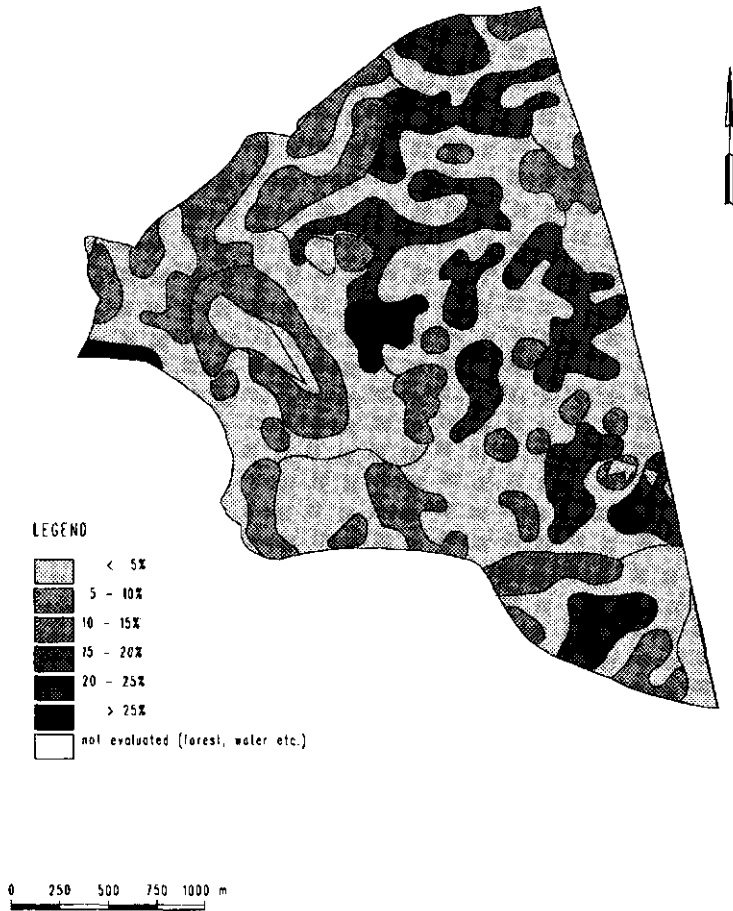 LEGEND
< 5%
5 - 10%
10 - 15%
15 - 20%
20 - 25%
> 25%
not evaluated (forest, water etc.)
0 250 500 750 1000 m